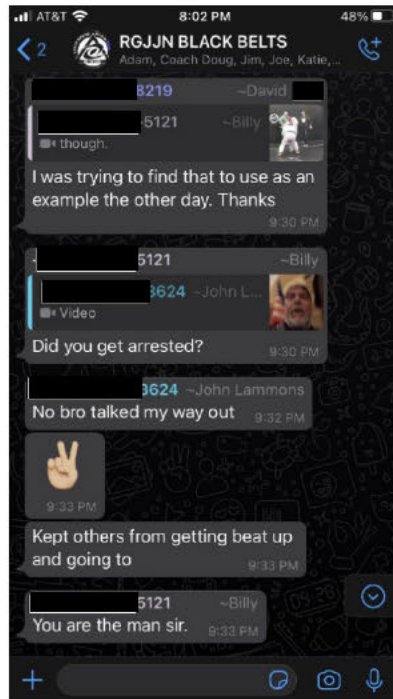 AT&T 8:02 PM 48%
2 RGJJN BLACK BELTS
Adam, Coach Doug, Jim, Joe, Katie,...
8219 ~David
-5121 ~Billy
though.
I was trying to find that to use as an
example the other day. Thanks
9:30 PM
5121 ~Billy
3624 ~John L...
Video
Did you get arrested? 9:30 PM
3624 ~John Lammons
No bro talked my way out 9:32 PM
9:33 PM
Kept others from getting beat up
and going to 9:33 PM
5121 ~Billy
You are the man sir. 9:33 PM